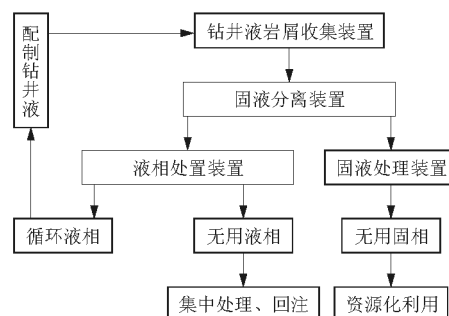 配制钻井液
钻井液岩屑收集装置
固液分离装置
液相处置装置
固液处理装置
循环液相
无用液相
无用固相
集中处理、回注
资源化利用